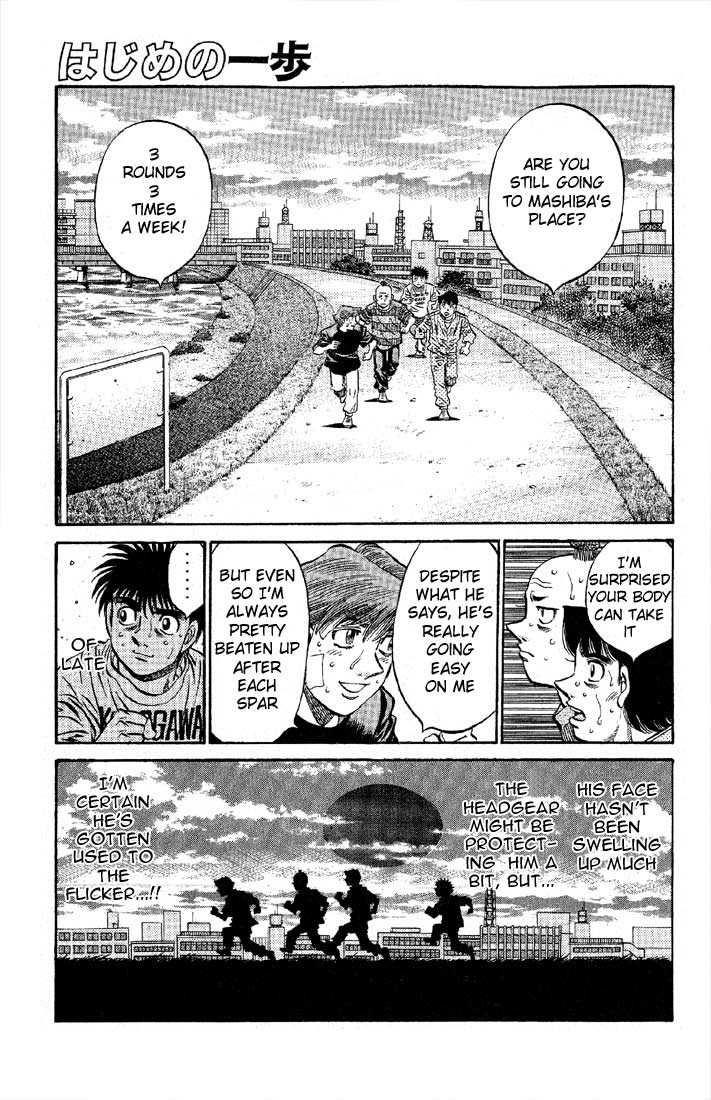 はじめの一歩
ARE YOU
STILL GOING
TO MASHIBA'S
PLACE?
3
ROUNDS
3
TIMES
A WEEK!
I'M
SURPRISED
YOUR BODY
CAN TAKE
IT
DESPITE
WHAT HE
SAYS, HE'S
REALLY
GOING
EASY
ON ME
BUT EVEN
SO I'M
ALWAYS
PRETTY
BEATEN UP
AFTER
EACH
SPAR
......
OF
LATE
GAWA
HIS FACE
HASN'T
BEEN
SWELLING
UP MUCH
THE
HEADGEAR
MIGHT BE
PROTECT-
ING HIM A
BIT, BUT...
I'M
CERTAIN
HE'S
GOTTEN
USED TO
THE
FLICKER...!!